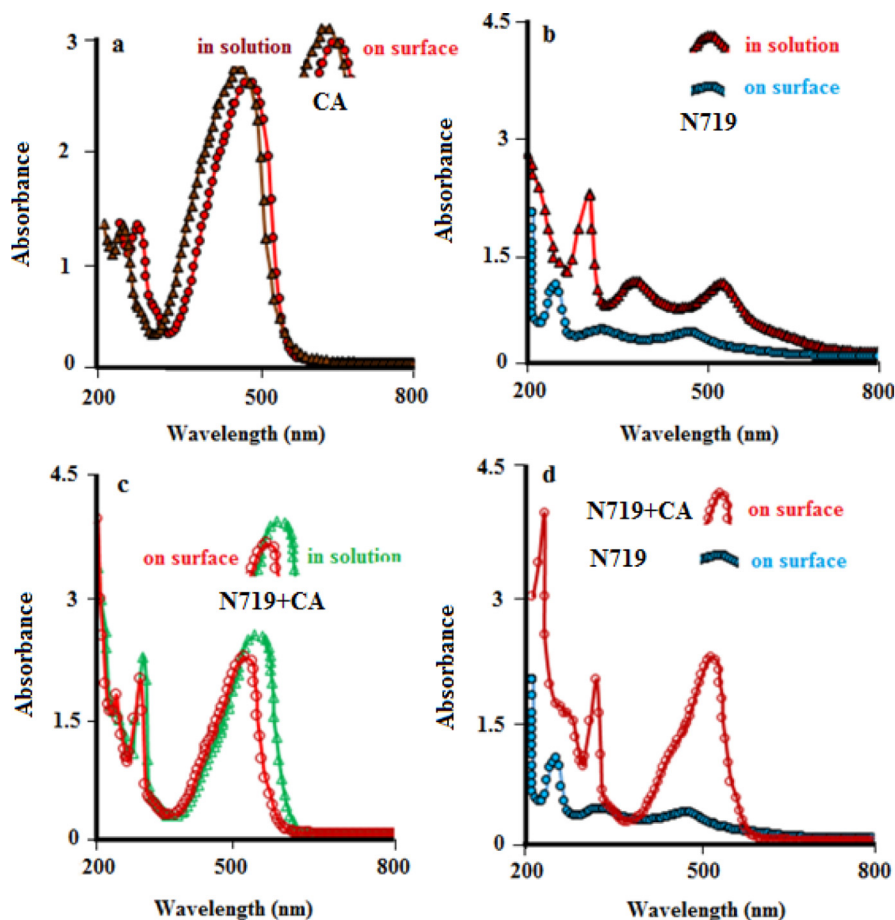 a
in solution
on surface
CA
3
2
1
0
200
500
800
Absorbance
Wavelength (nm)
b
in solution
on surface
N719
4.5
3
1.5
0
200
500
800
Absorbance
Wavelength (nm)
c
on surface
in solution
N719+CA
4.5
3
1.5
0
200
500
800
Absorbance
Wavelength (nm)
d
N719+CA
on surface
N719
on surface
4.5
3
1.5
0
200
500
800
Absorbance
Wavelength (nm)